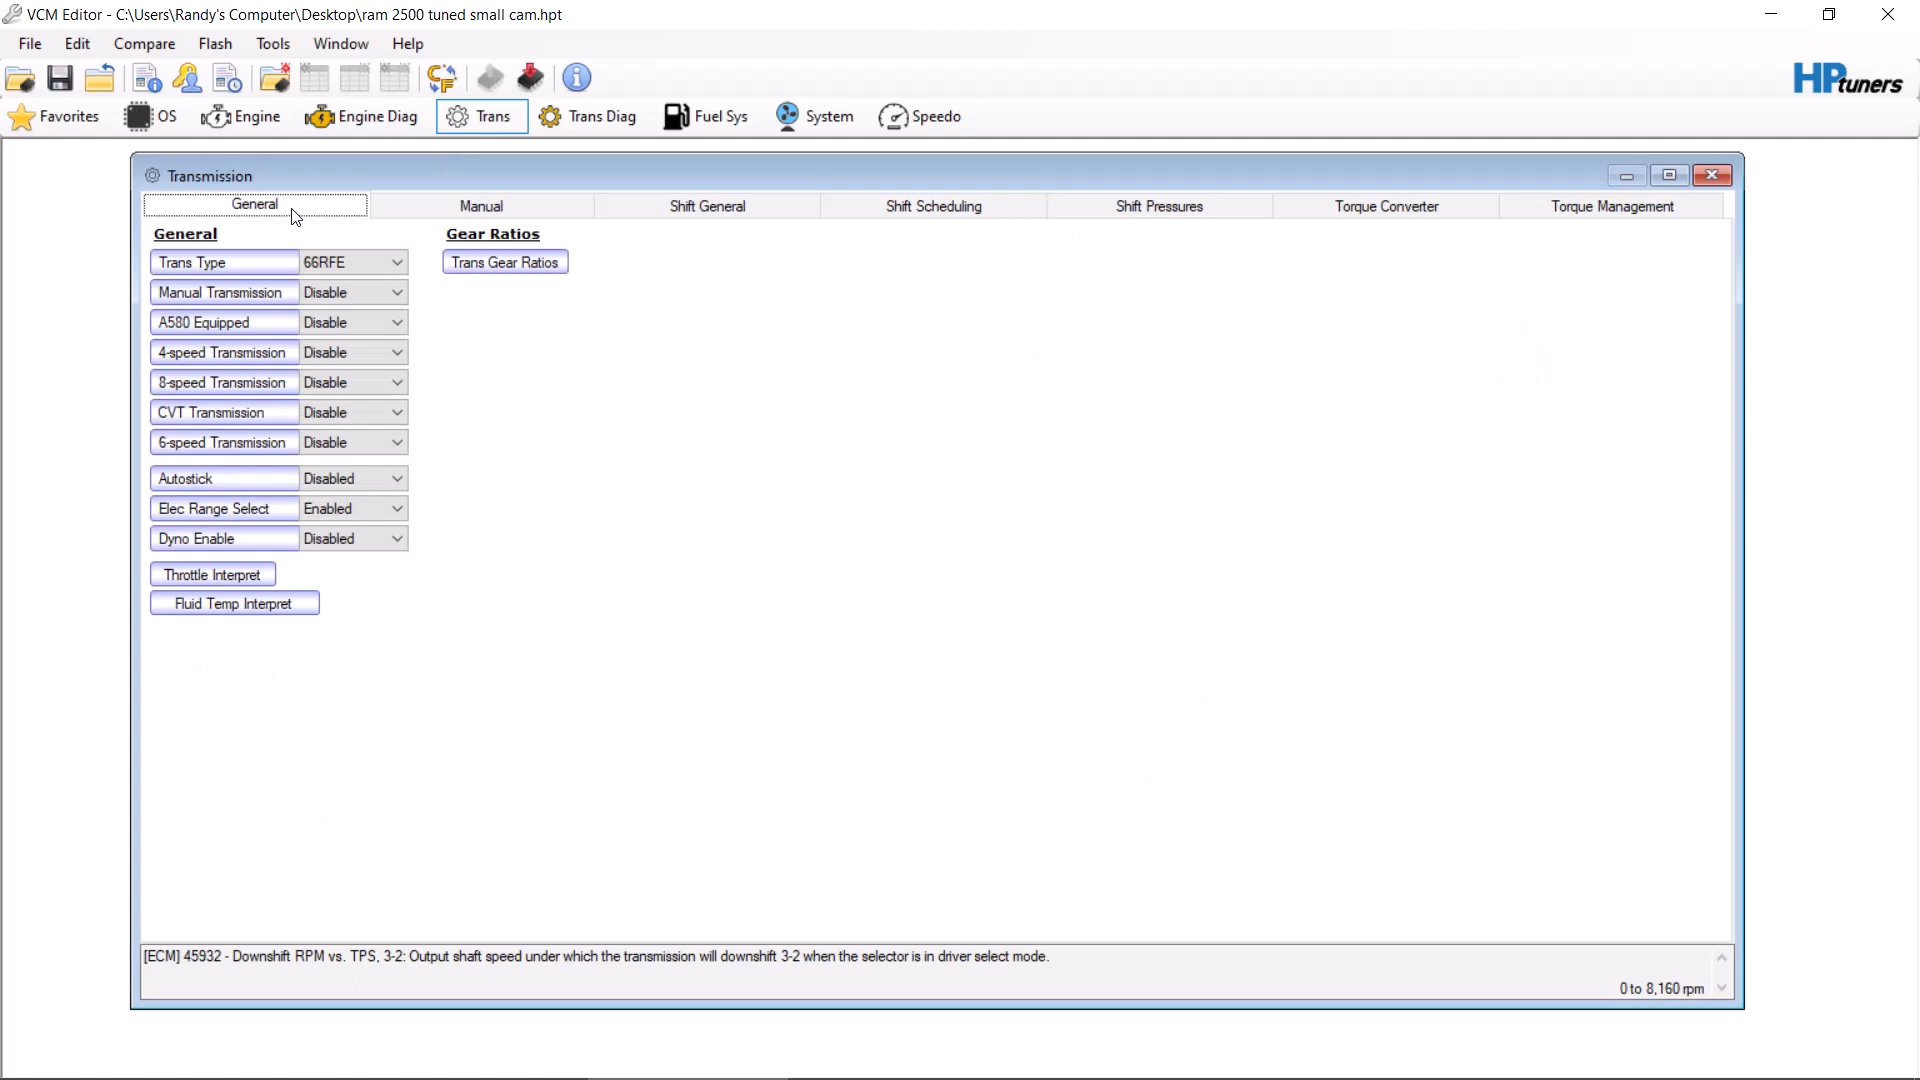 VCM Editor - C:\Users\Randy's Computer\Desktop\ram 2500 tuned small cam.hpt
File Edit Compare Flash Tools Window Help
HPtuners
Favorites OS Engine Engine Diag Trans Trans Diag Fuel Sys System Speedo
Transmission
General Manual Shift General Shift Scheduling Shift Pressures Torque Converter Torque Management
General Gear Ratios
Trans Type 66RFE Trans Gear Ratios
Manual Transmission Disable
A580 Equipped Disable
4-speed Transmission Disable
8-speed Transmission Disable
CVT Transmission Disable
6-speed Transmission Disable
Autostick Disabled
Elec Range Select Enabled
Dyno Enable Disabled
Throttle Interpret
Fluid Temp Interpret
[ECM] 45932 - Downshift RPM vs. TPS, 3-2: Output shaft speed under which the transmission will downshift 3-2 when the selector is in driver select mode.
0 to 8,160 rpm